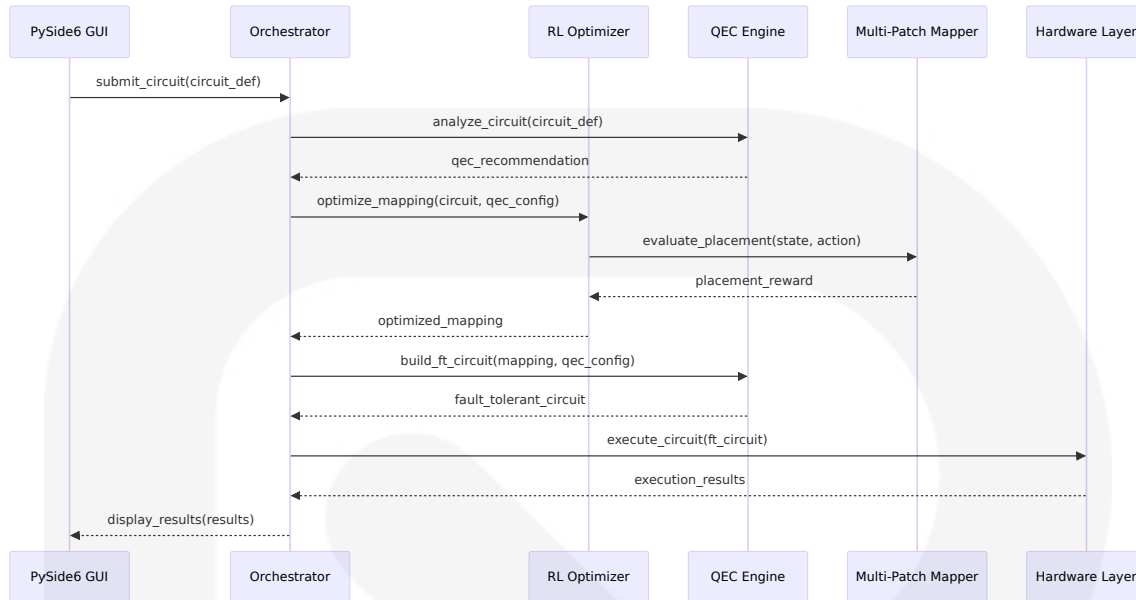 PySide6 GUI
Orchestrator
RL Optimizer
QEC Engine
Multi-Patch Mapper
Hardware Layer
submit_circuit(circuit_def)
analyze_circuit(circuit_def)
qec_recommendation
optimize_mapping(circuit, qec_config)
evaluate_placement(state, action)
placement_reward
optimized_mapping
build_ft_circuit(mapping, qec_config)
fault_tolerant_circuit
execute_circuit(ft_circuit)
execution_results
display_results(results)
PySide6 GUI
Orchestrator
RL Optimizer
QEC Engine
Multi-Patch Mapper
Hardware Layer